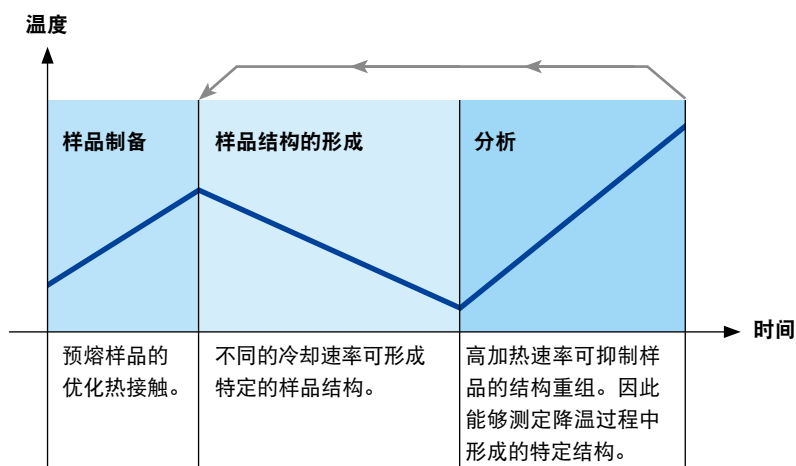 温度
样品制备
样品结构的形成
分析
时间
预熔样品的
优化热接触。
不同的冷却速率可形成
特定的样品结构。
高加热速率可抑制样
品的结构重组。因此
能够测定降温过程中
形成的特定结构。